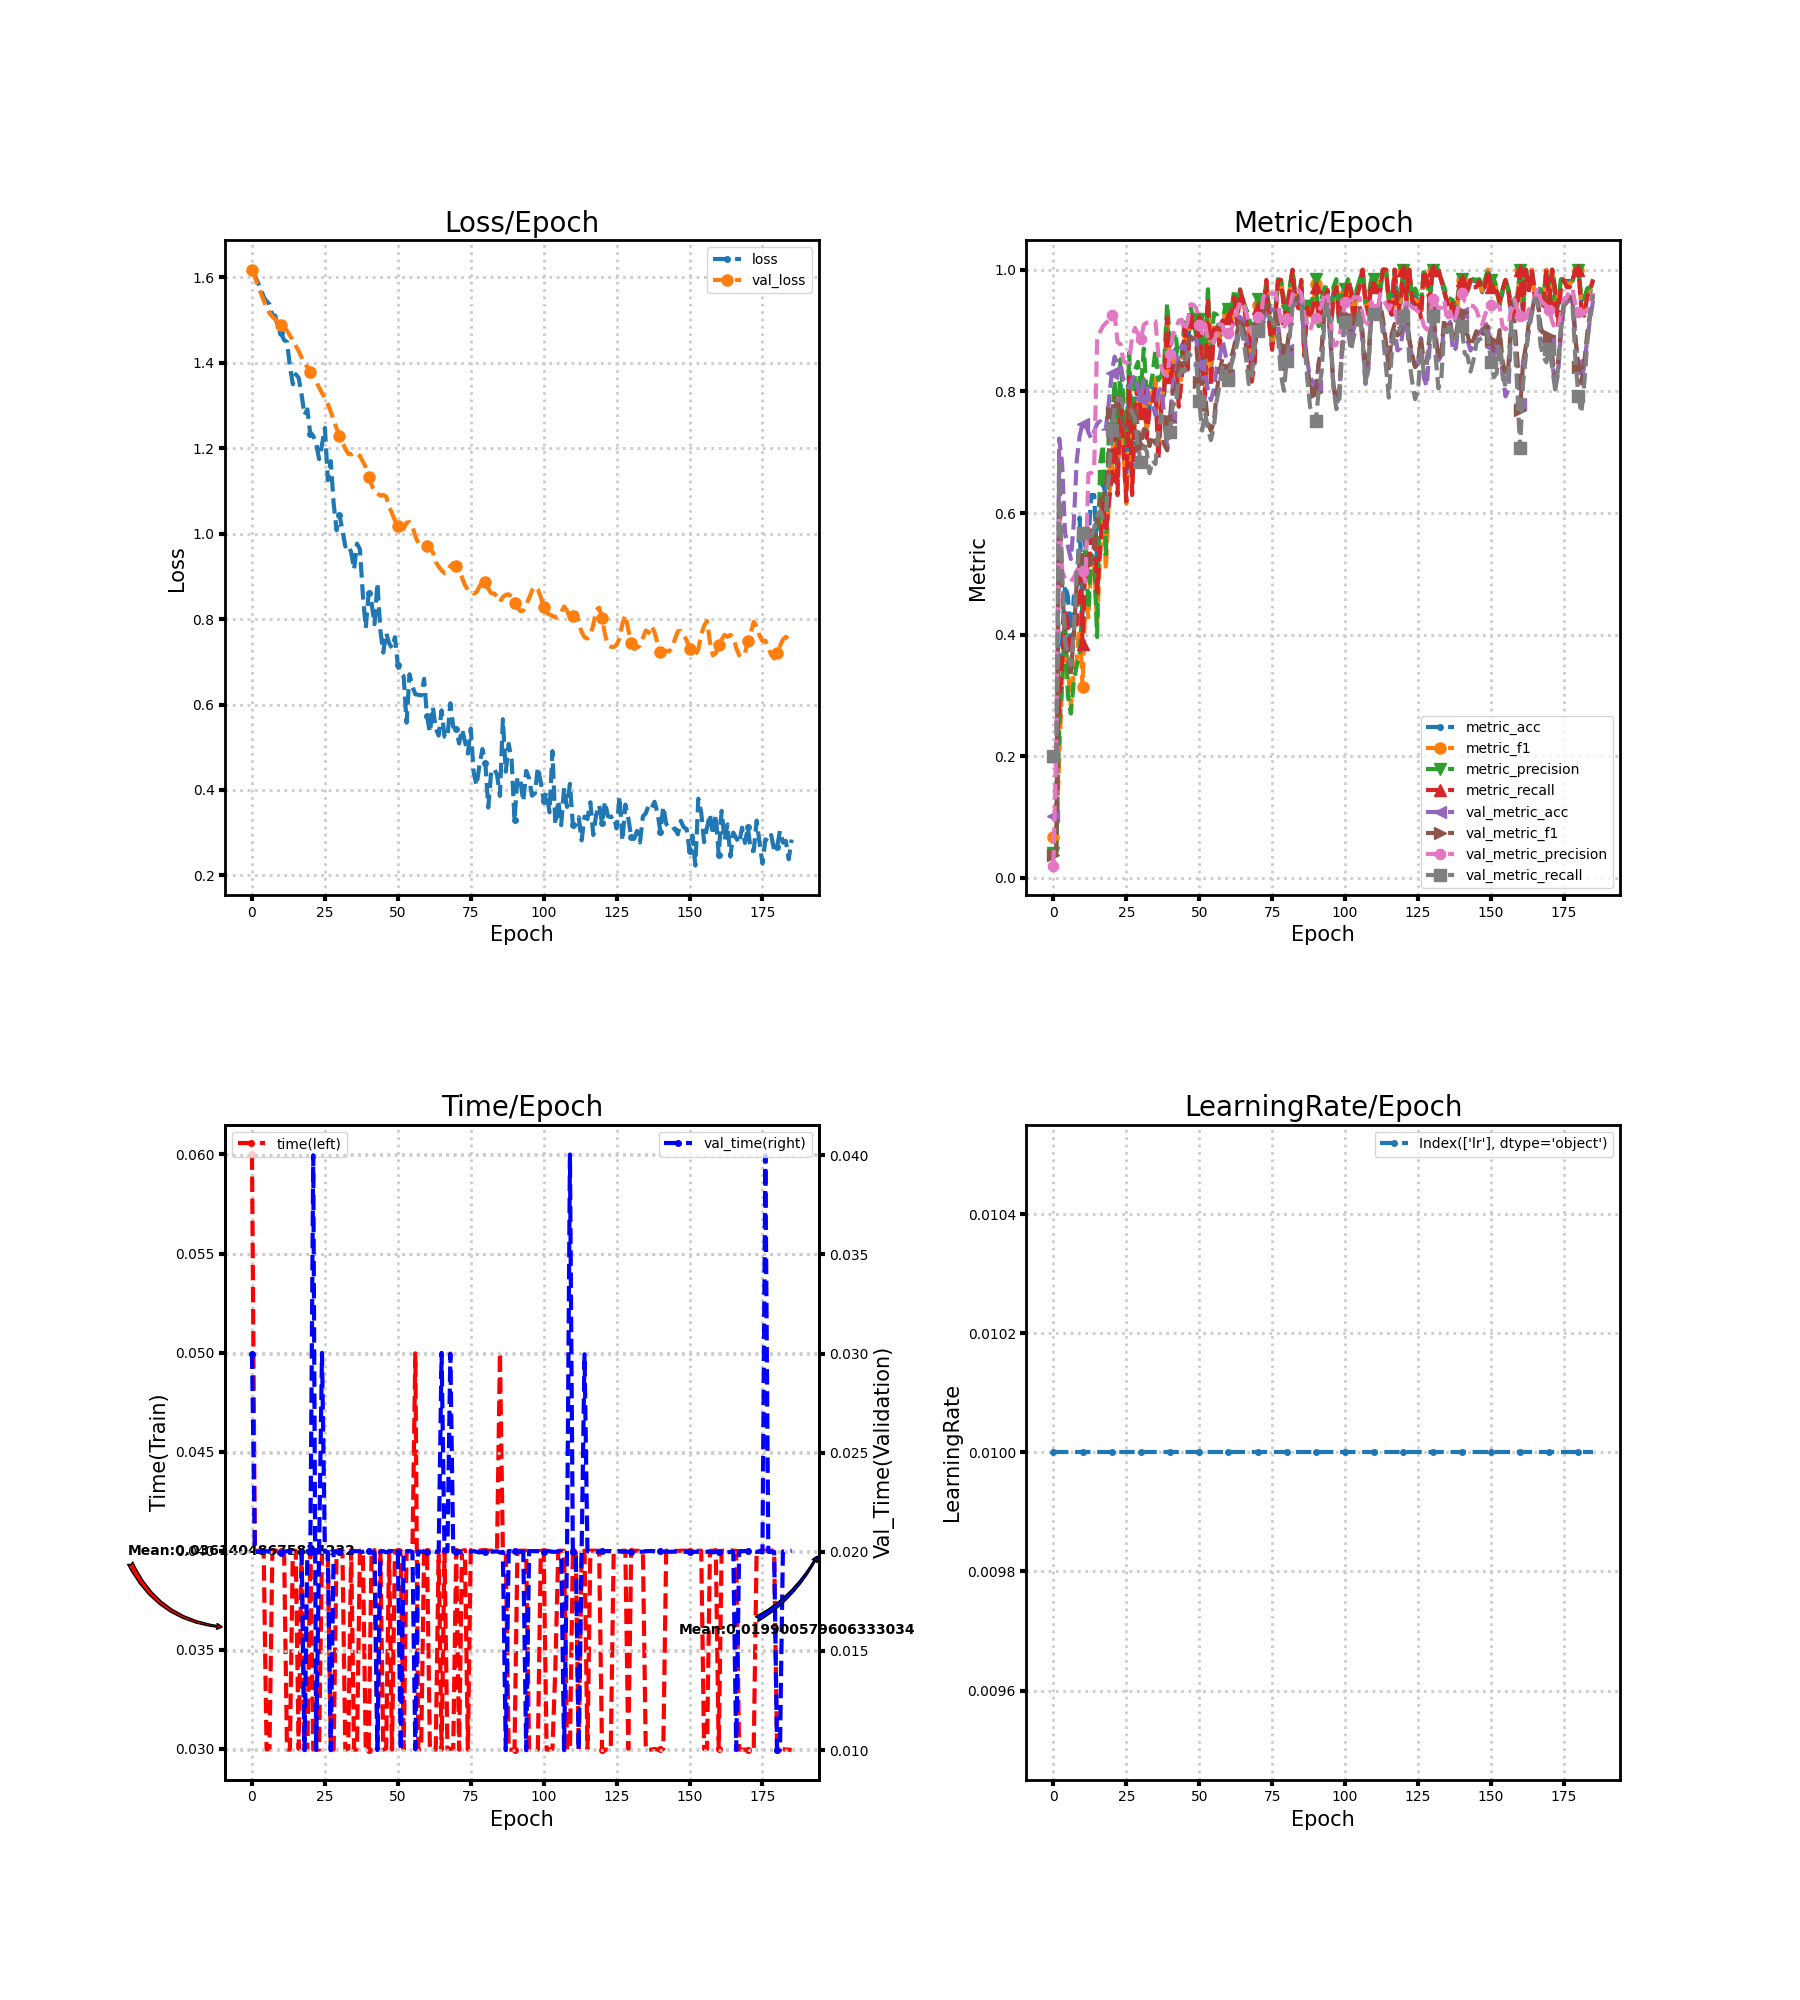 Loss/Epoch
loss
val_loss
1.6
1.4
1.2
1.0
0.8
0.6
0.4
0.2
Loss
0 25 50 75 100 125 150 175
Epoch
Metric/Epoch
1.0
0.8
0.6
0.4
0.2
0.0
Metric
metric_acc
metric_f1
metric_precision
metric_recall
val_metric_acc
val_metric_f1
val_metric_precision
val_metric_recall
0 25 50 75 100 125 150 175
Epoch
Time/Epoch
time(left)
val_time(right)
0.060
0.055
0.050
0.045
0.040
0.035
0.030
Time(Train)
0.040
0.035
0.030
0.025
0.020
0.015
0.010
Val_Time(Validation)
Mean:0.019900579606333034
0 25 50 75 100 125 150 175
Epoch
LearningRate/Epoch
Index(['lr'], dtype='object')
0.0104
0.0102
0.0100
0.0098
0.0096
LearningRate
0 25 50 75 100 125 150 175
Epoch